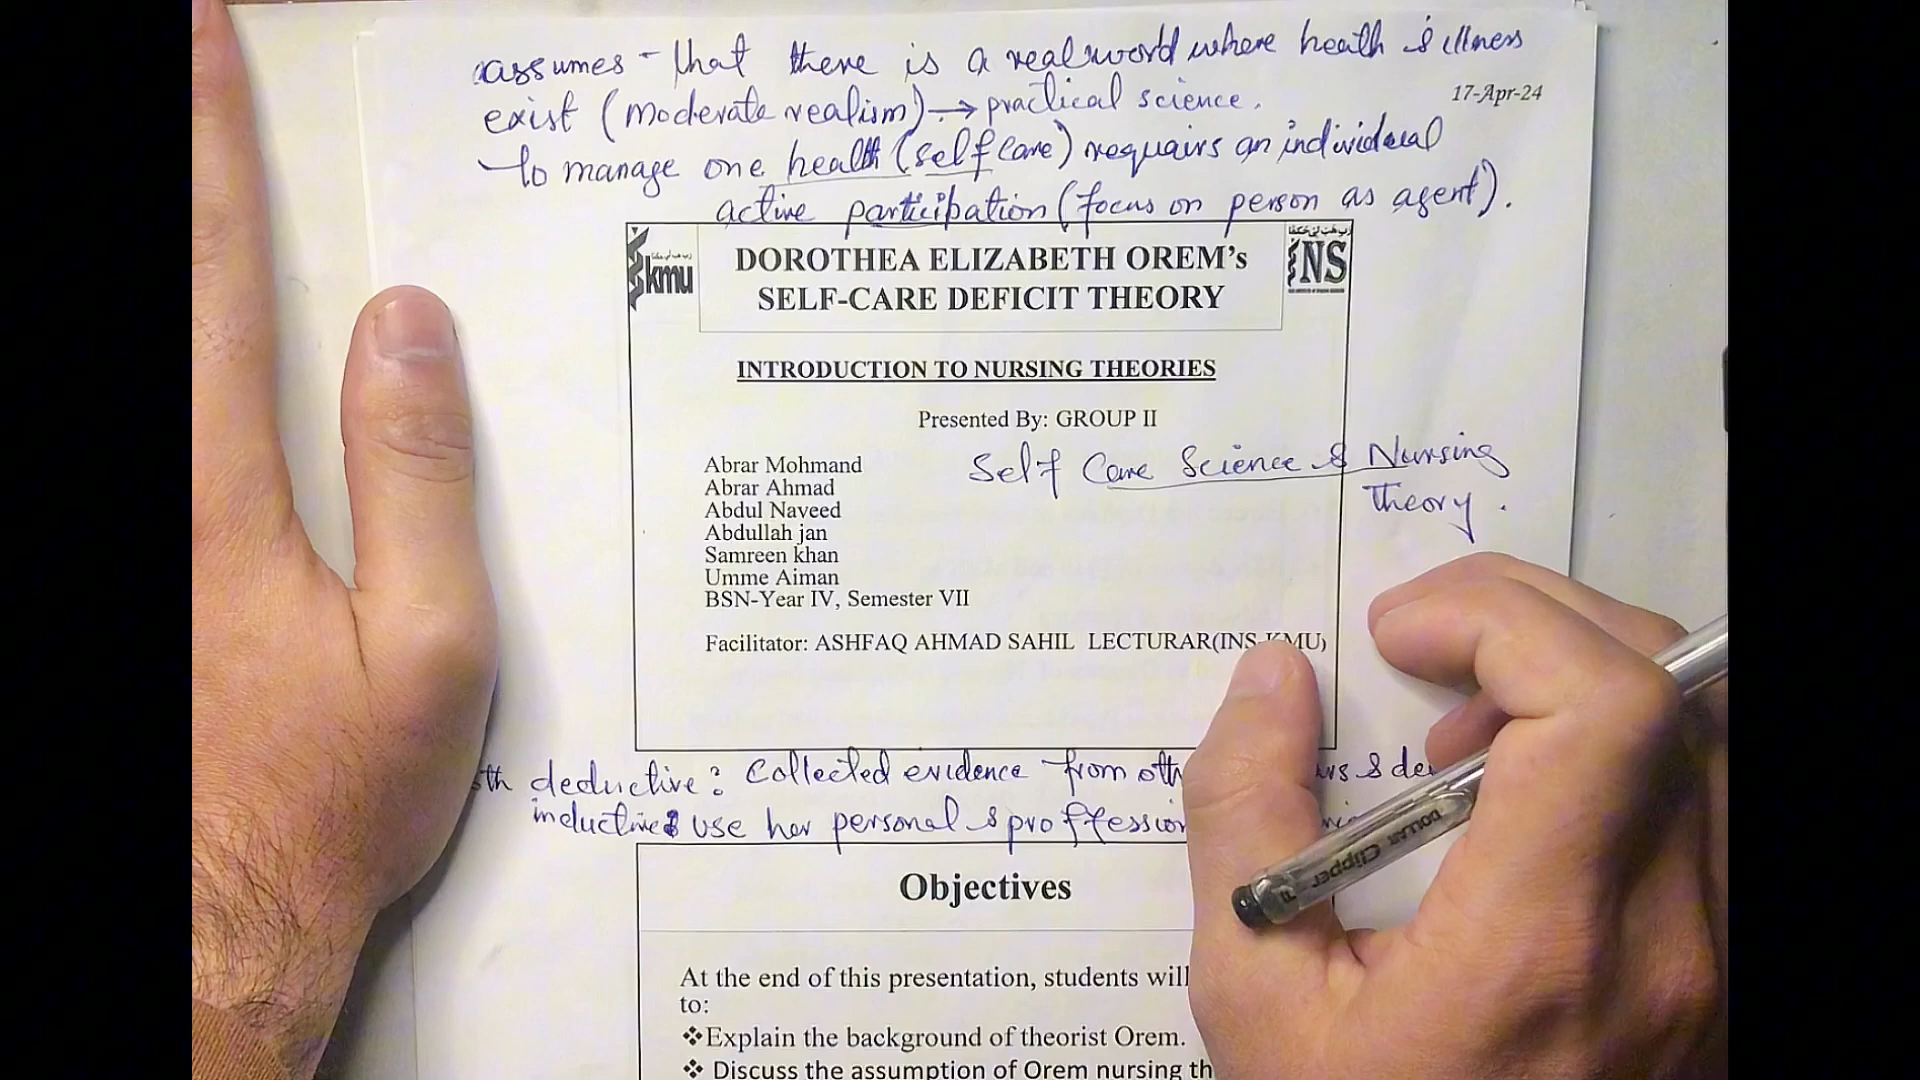 assumes - that there is a real world where health & illness
exist (moderate realism) → practical science.
17-Apr-24
to manage one health (self care) requairs an individual
active participation (focus on person as agent).
kmu
DOROTHEA ELIZABETH OREM's
SELF-CARE DEFICIT THEORY
INS
INTRODUCTION TO NURSING THEORIES
Presented By: GROUP II
Abrar Mohmand
Self Care Science & Nursing
Theory.
Abrar Ahmad
Abdul Naveed
Abdullah jan
Samreen khan
Umme Aiman
BSN-Year IV, Semester VII
Facilitator: ASHFAQ AHMAD SAHIL LECTURAR(INS-KMU)
deductive: Collected evidence from
inductive: use her personal &
Objectives
At the end of this presentation, students will
to:
❖Explain the background of theorist Orem.
❖ Discuss the assumption of Orem nursing
DOLLAR Clipper